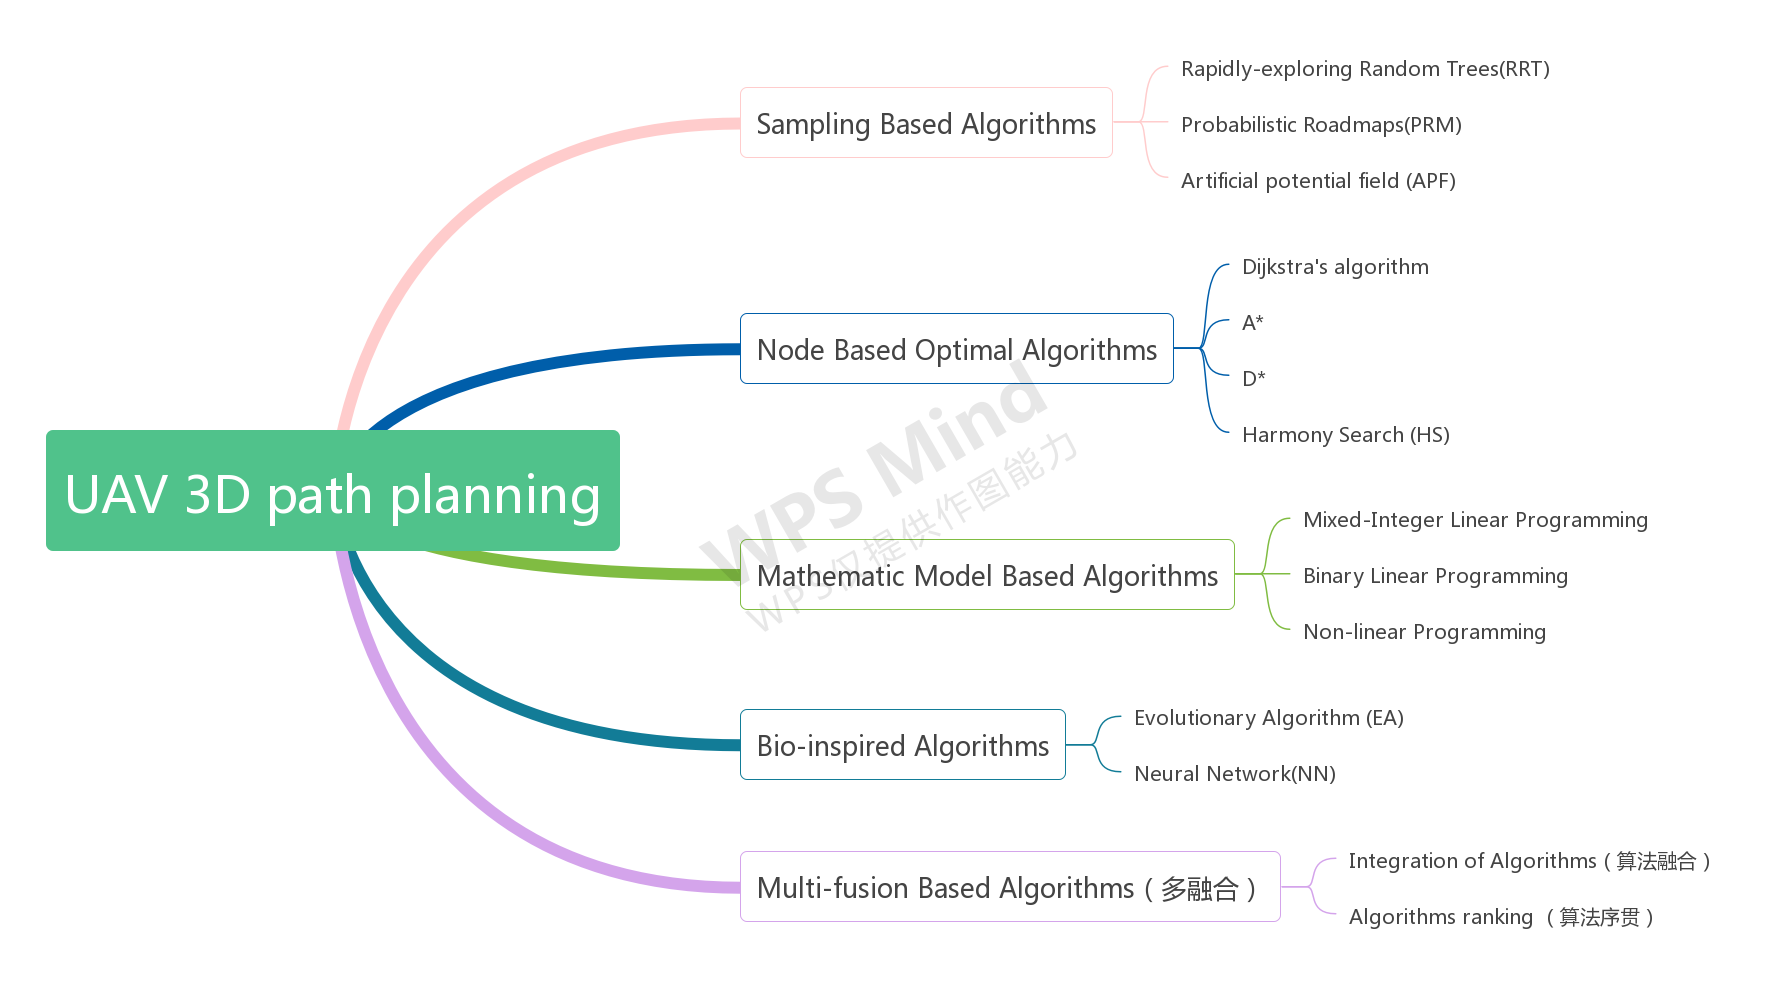 UAV 3D path planning
Sampling Based Algorithms
Rapidly-exploring Random Trees(RRT)
Probabilistic Roadmaps(PRM)
Artificial potential field (APF)
Node Based Optimal Algorithms
Dijkstra's algorithm
A*
D*
Harmony Search (HS)
Mathematic Model Based Algorithms
Mixed-Integer Linear Programming
Binary Linear Programming
Non-linear Programming
Bio-inspired Algorithms
Evolutionary Algorithm (EA)
Neural Network(NN)
Multi-fusion Based Algorithms（多融合）
Integration of Algorithms（算法融合）
Algorithms ranking （算法序贯）
WPS Mind
WPS仅提供作图能力